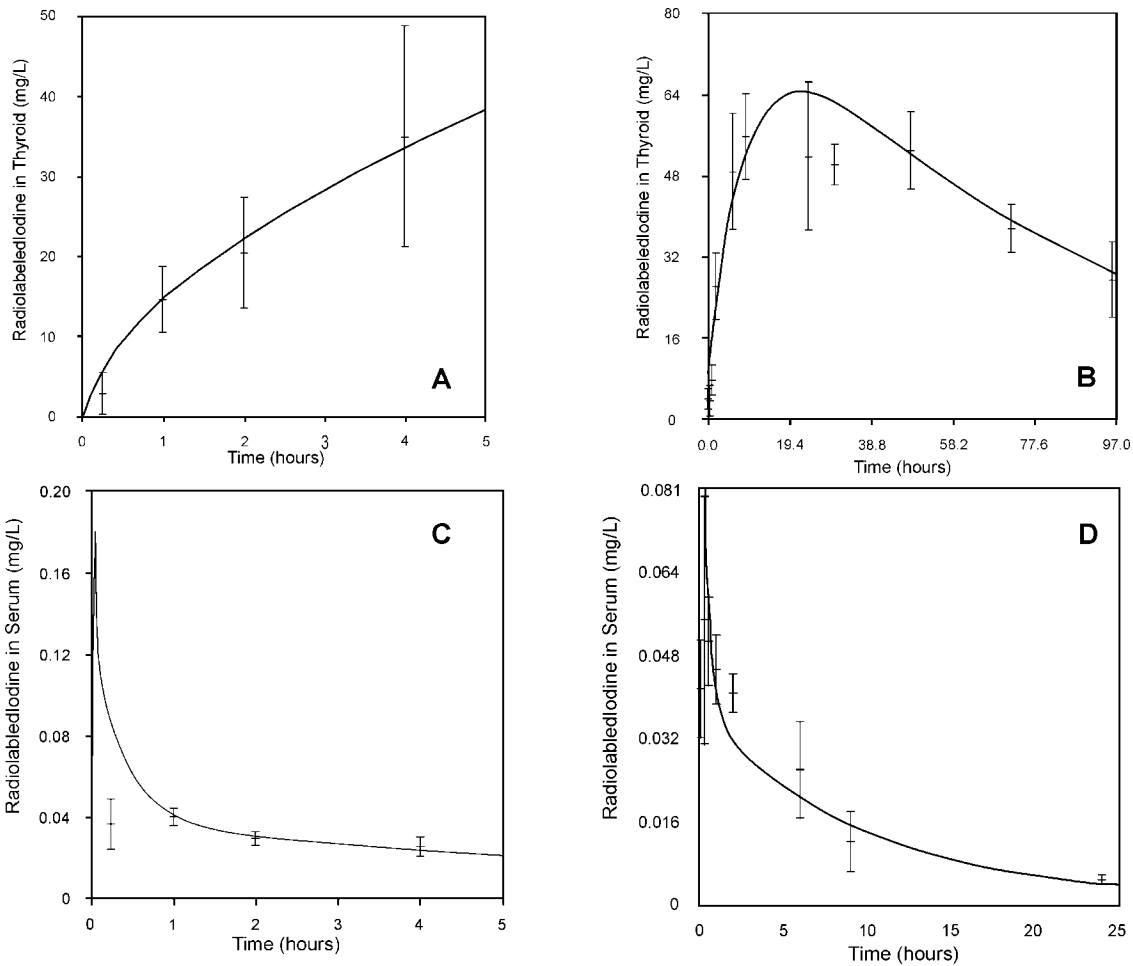 Radiolabeledlodine in Thyroid (mg/L)
50
40
30
20
10
0
A
0 1 2 3 4 5
Time (hours)
Radiolabeledlodine in Thyroid (mg/L)
80
64
48
32
16
0
B
0.0 19.4 38.8 58.2 77.6 97.0
Time (hours)
RadiolabledIodine in Serum (mg/L)
0.20
0.16
0.12
0.08
0.04
0
C
0 1 2 3 4 5
Time (hours)
RadiolabledIodine in Serum (mg/L)
0.081
0.064
0.048
0.032
0.016
0
D
0 5 10 15 20 25
Time (hours)